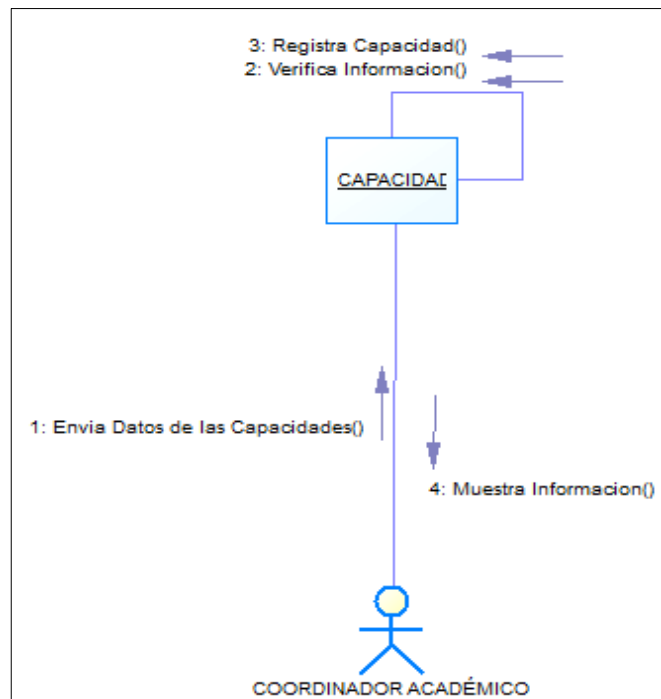 3: Registra Capacidad()
2: Verifica Informacion()
CAPACIDAD
1: Envia Datos de las Capacidades()
4: Muestra Informacion()
COORDINADOR ACADÉMICO